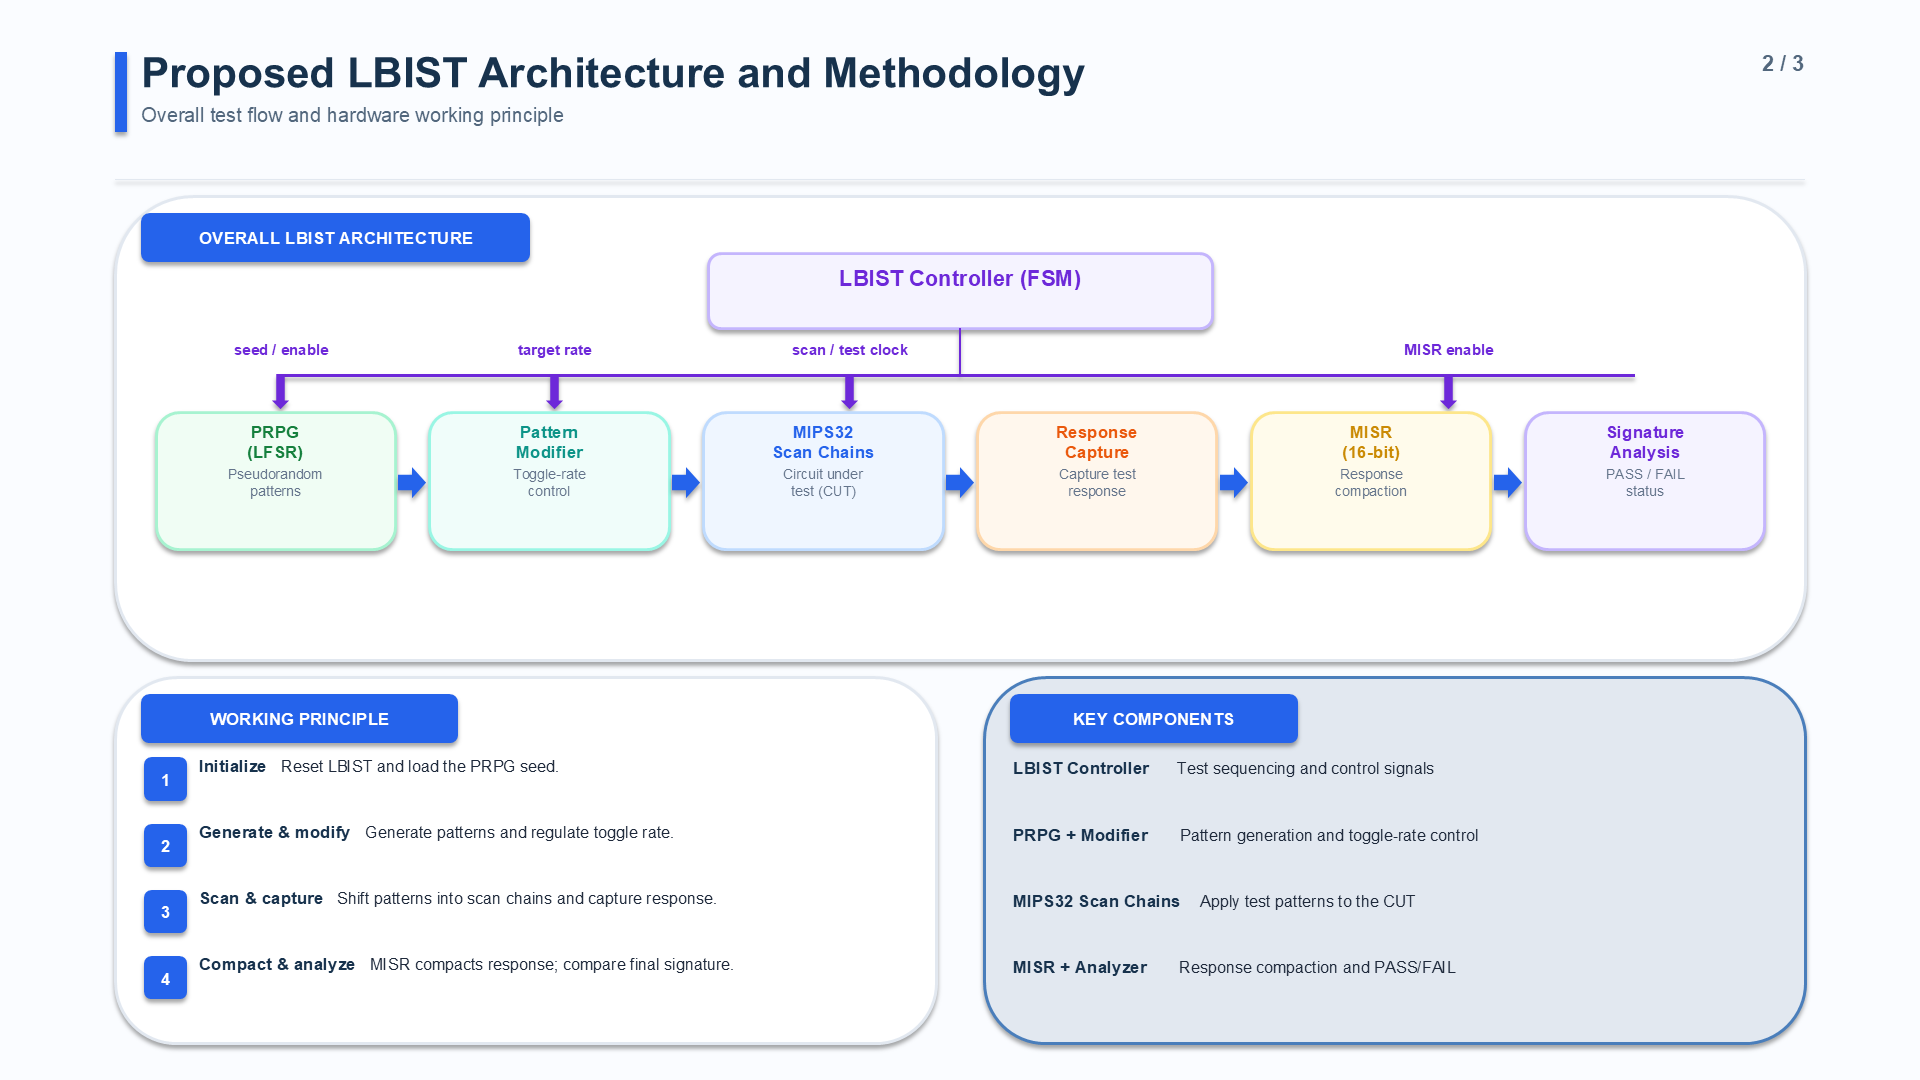 Proposed LBIST Architecture and Methodology
2 / 3
Overall test flow and hardware working principle
OVERALL LBIST ARCHITECTURE
LBIST Controller (FSM)
seed / enable
target rate
scan / test clock
MISR enable
PRPG
(LFSR)
Pseudorandom
patterns
Pattern
Modifier
Toggle-rate
control
MIPS32
Scan Chains
Circuit under
test (CUT)
Response
Capture
Capture test
response
MISR
(16-bit)
Response
compaction
Signature
Analysis
PASS / FAIL
status
WORKING PRINCIPLE
1 Initialize Reset LBIST and load the PRPG seed.
2 Generate & modify Generate patterns and regulate toggle rate.
3 Scan & capture Shift patterns into scan chains and capture response.
4 Compact & analyze MISR compacts response; compare final signature.
KEY COMPONENTS
LBIST Controller Test sequencing and control signals
PRPG + Modifier Pattern generation and toggle-rate control
MIPS32 Scan Chains Apply test patterns to the CUT
MISR + Analyzer Response compaction and PASS/FAIL